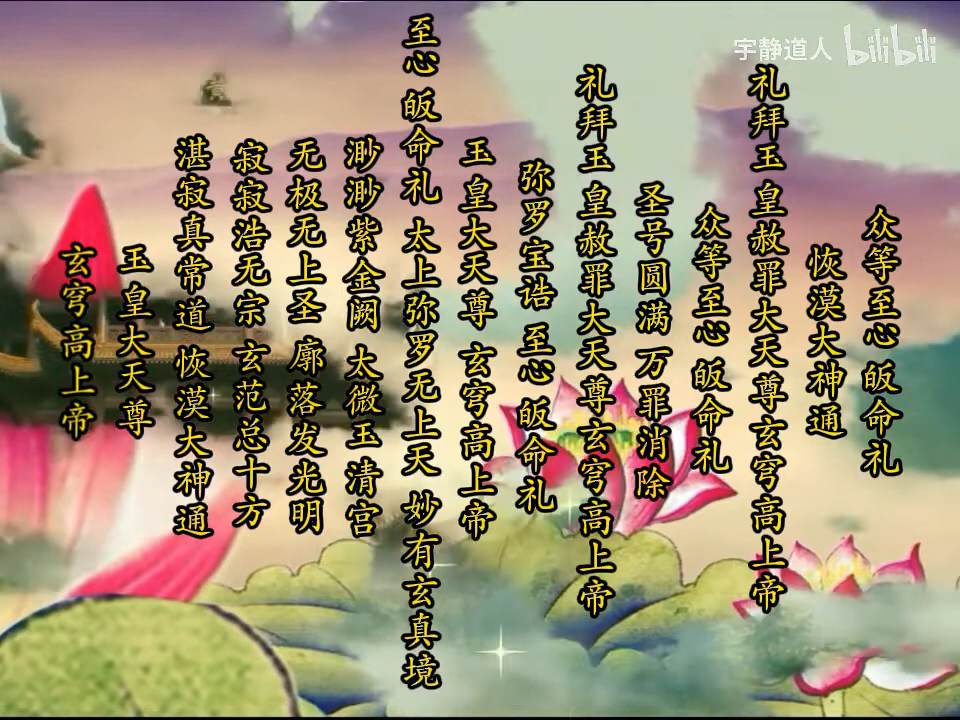 宇静道人 bilibili
众等至心 皈命礼
恢漠大神通
礼拜玉 皇赦罪大天尊玄穹高上帝
众等至心 皈命礼
圣号圆满 万罪消除
礼拜玉 皇赦罪大天尊玄穹高上帝
弥罗宝诰 至心 皈命礼
玉 皇大天尊 玄穹高上帝
至心 皈命礼 太上弥罗无上天 妙有玄真境
渺渺紫金阙 太微玉清宫
无极无上圣 廓落发光明
寂寂浩无宗 玄范总十方
湛寂真常道 恢漠大神通
玉皇大天尊
玄穹高上帝